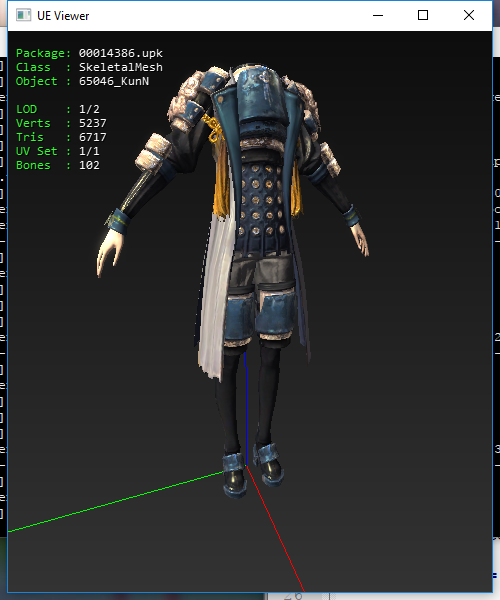 UE Viewer
Package: 00014386.upk
Class  : SkeletalMesh
Object : 65046_KunN
LOD    : 1/2
Verts  : 5237
Tris   : 6717
UV Set : 1/1
Bones  : 102